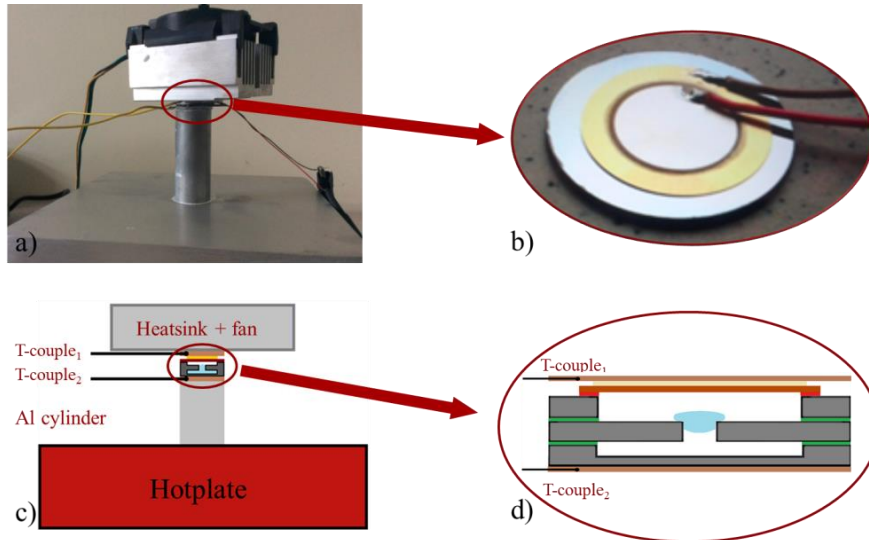 a)
b)
Heatsink + fan
T-couple₁
T-couple₂
Al cylinder
Hotplate
c)
T-couple₁
T-couple₂
d)